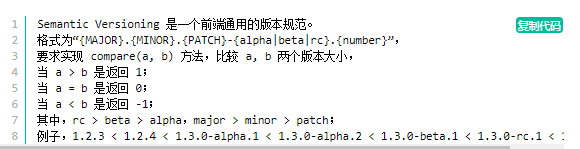 复制代码
1 Semantic Versioning 是一个前端通用的版本规范。
2 格式为“{MAJOR}.{MINOR}.{PATCH}-{alpha|beta|rc}.{number}”，
3 要求实现 compare(a, b) 方法，比较 a, b 两个版本大小，
4 当 a > b 是返回 1；
5 当 a = b 是返回 0；
6 当 a < b 是返回 -1；
7 其中，rc > beta > alpha，major > minor > patch；
8 例子，1.2.3 < 1.2.4 < 1.3.0-alpha.1 < 1.3.0-alpha.2 < 1.3.0-beta.1 < 1.3.0-rc.1 < 1